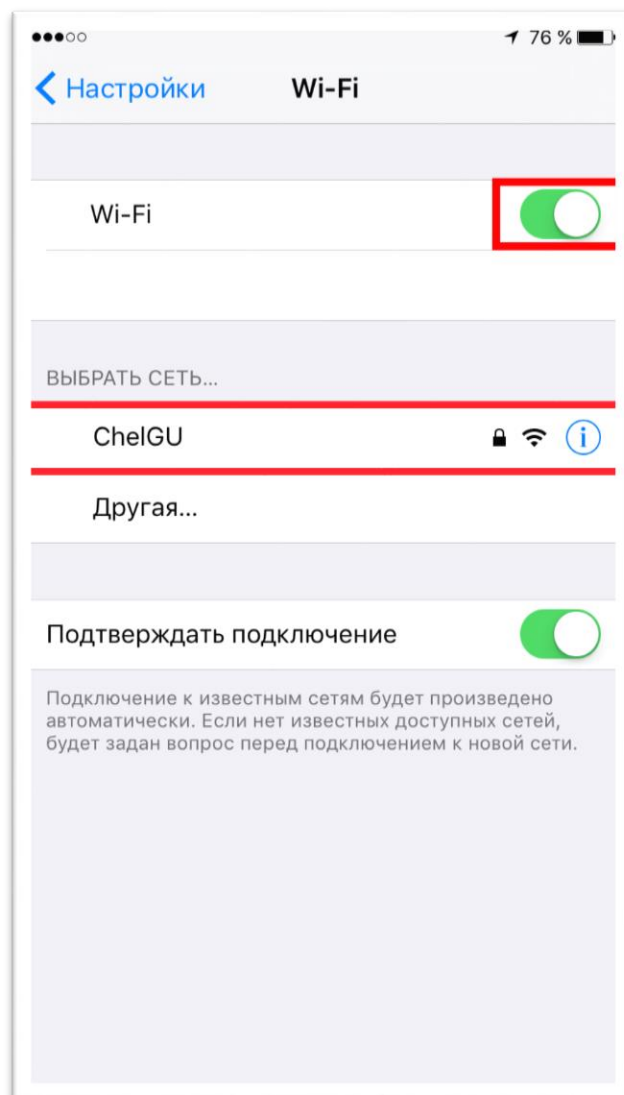 76 %
Настройки Wi-Fi
Wi-Fi
ВЫБРАТЬ СЕТЬ...
ChelGU
Другая...
Подтверждать подключение
Подключение к известным сетям будет произведено
автоматически. Если нет известных доступных сетей,
будет задан вопрос перед подключением к новой сети.